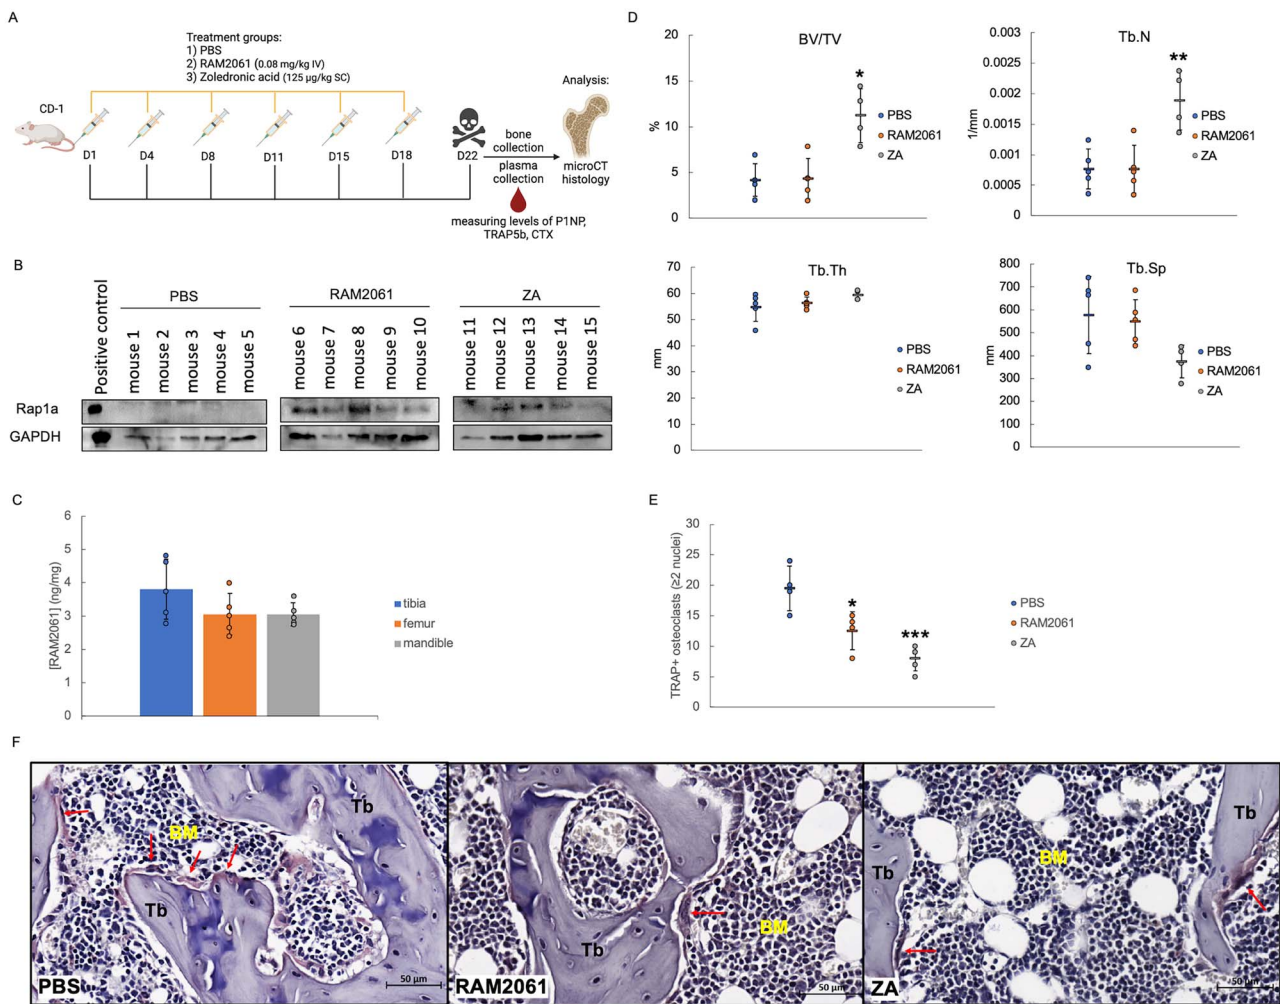 A
Treatment groups:
1) PBS
2) RAM2061 (0.08 mg/kg IV)
3) Zoledronic acid (125 µg/kg SC)
CD-1
D1
D4
D8
D11
D15
D18
D22
bone
collection
plasma
collection
Analysis:
microCT
histology
measuring levels of P1NP,
TRAP5b, CTX
B
Positive control
PBS
mouse 1
mouse 2
mouse 3
mouse 4
mouse 5
RAM2061
mouse 6
mouse 7
mouse 8
mouse 9
mouse 10
ZA
mouse 11
mouse 12
mouse 13
mouse 14
mouse 15
Rap1a
GAPDH
C
[RAM2061] (ng/mg)
6
5
4
3
2
1
0
tibia
femur
mandible
D
BV/TV
%
20
15
10
5
0
*
PBS
RAM2061
ZA
Tb.N
1/mm
0.003
0.0025
0.002
0.0015
0.001
0.0005
0
**
PBS
RAM2061
ZA
Tb.Th
mm
70
60
50
40
30
20
10
0
PBS
RAM2061
ZA
Tb.Sp
mm
800
700
600
500
400
300
200
100
0
PBS
RAM2061
ZA
E
TRAP+ osteoclasts (≥2 nuclei)
30
25
20
15
10
5
0
*
***
PBS
RAM2061
ZA
F
Tb
BM
Tb
PBS
50 µm
Tb
BM
RAM2061
50 µm
Tb
BM
Tb
ZA
50 µm